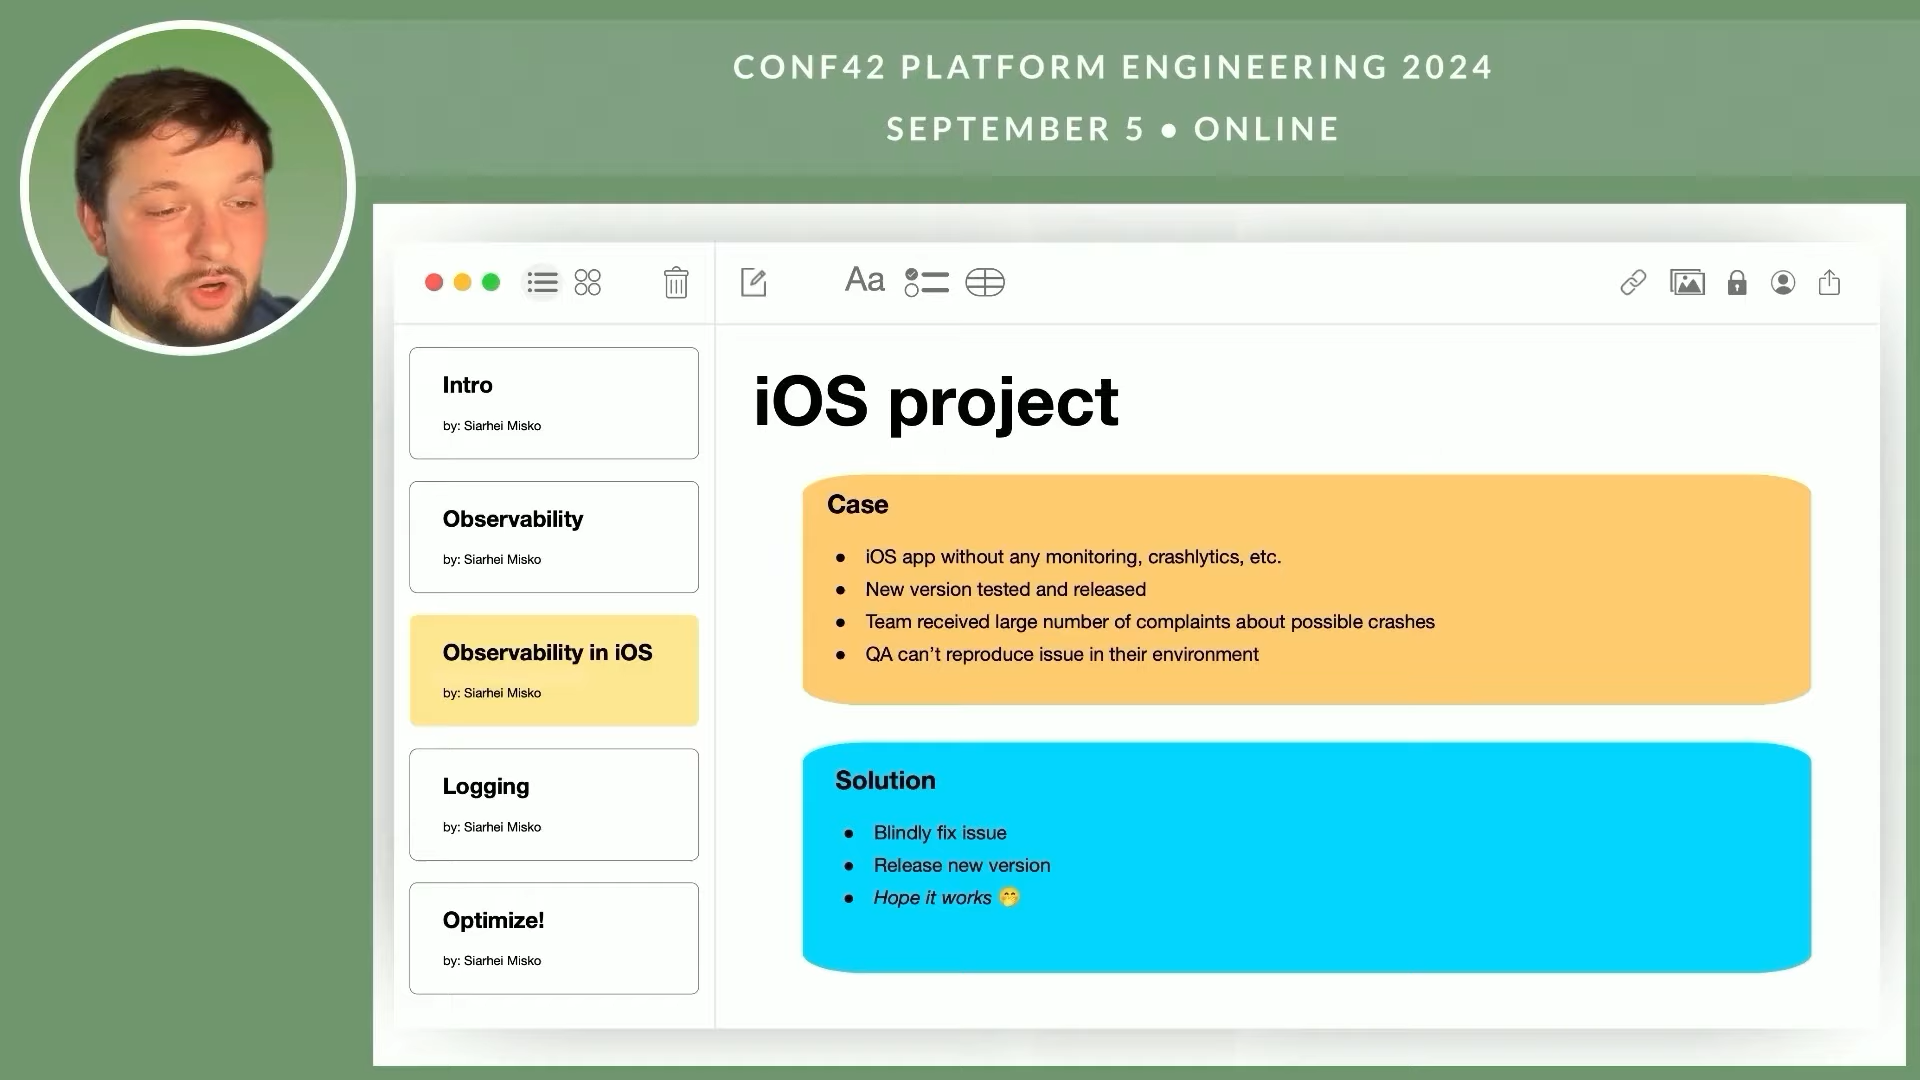 CONF42 PLATFORM ENGINEERING 2024
SEPTEMBER 5 ● ONLINE
Aa
Intro
by: Siarhei Misko
Observability
by: Siarhei Misko
Observability in iOS
by: Siarhei Misko
Logging
by: Siarhei Misko
Optimize!
by: Siarhei Misko
iOS project
Case
● iOS app without any monitoring, crashlytics, etc.
● New version tested and released
● Team received large number of complaints about possible crashes
● QA can’t reproduce issue in their environment
Solution
● Blindly fix issue
● Release new version
● Hope it works 🤭